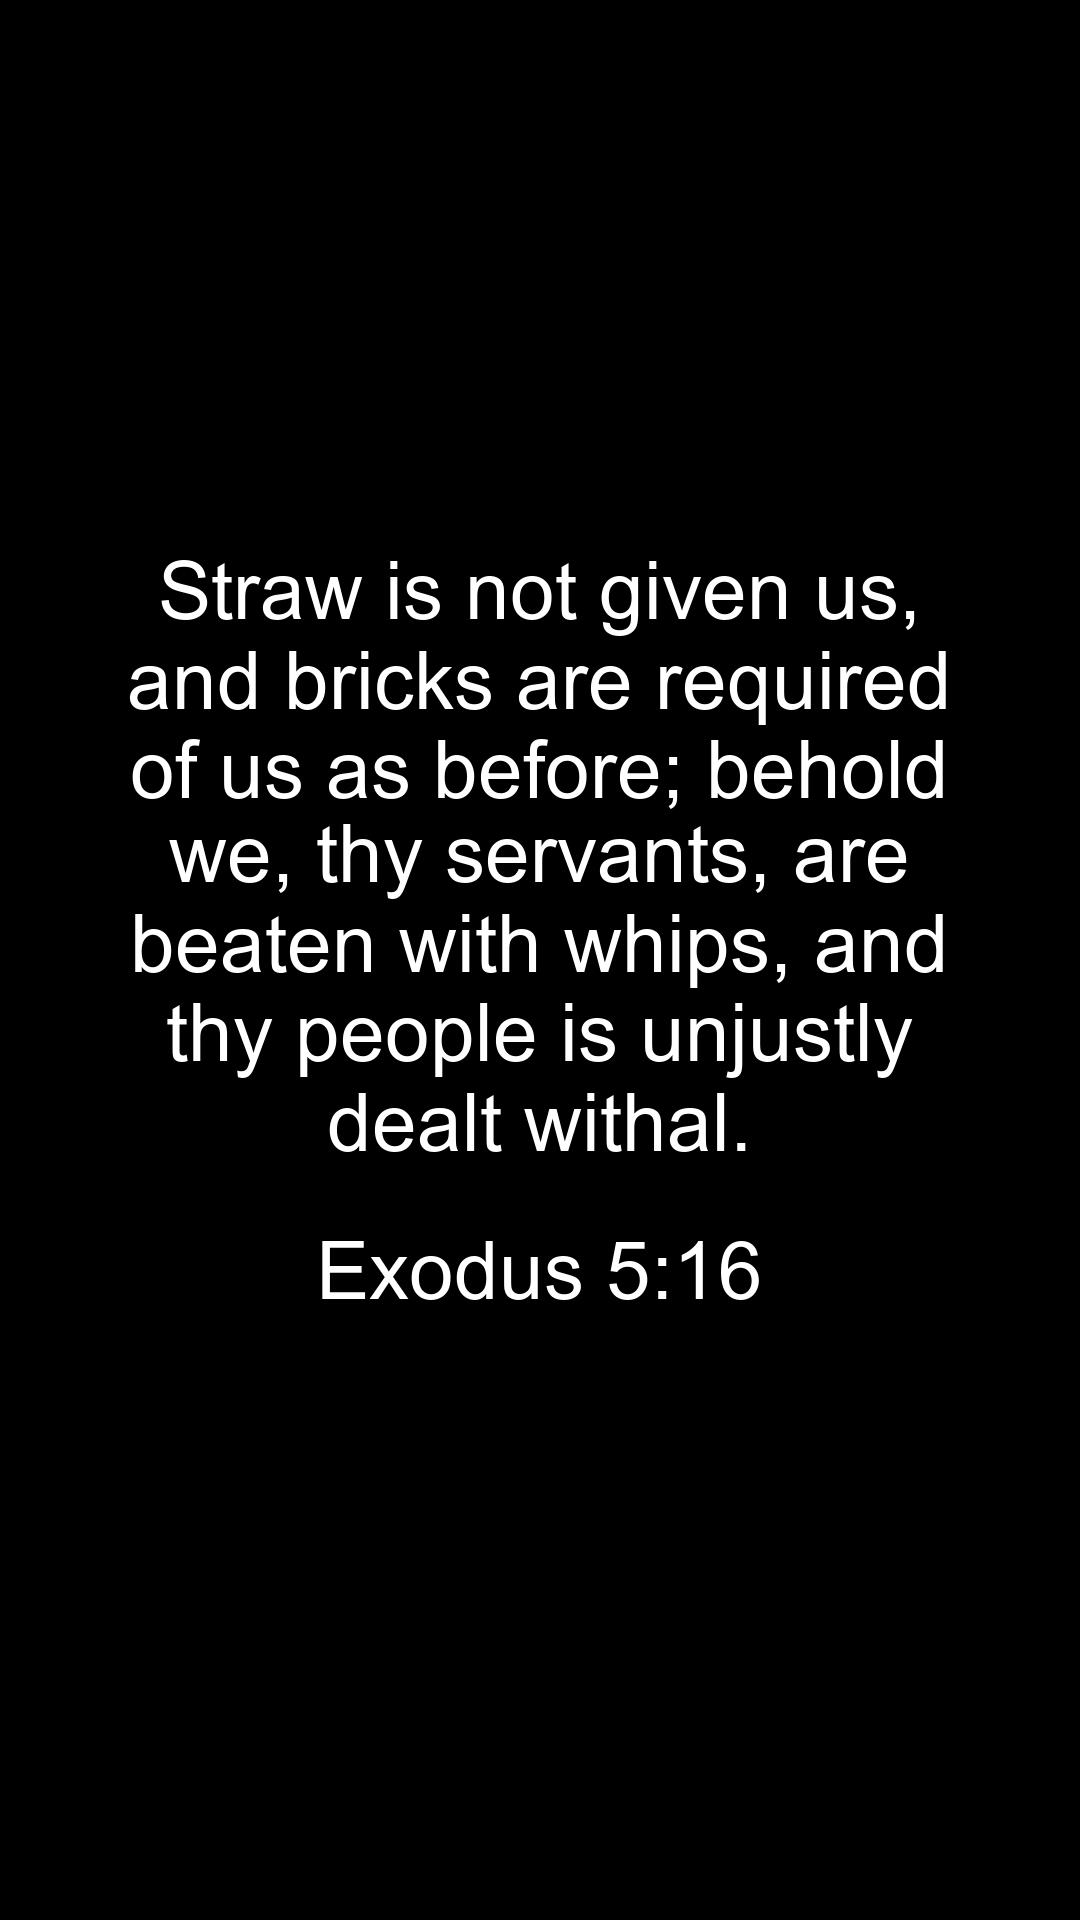 Straw is not given us,
and bricks are required
of us as before; behold
we, thy servants, are
beaten with whips, and
thy people is unjustly
dealt withal.
Exodus 5:16